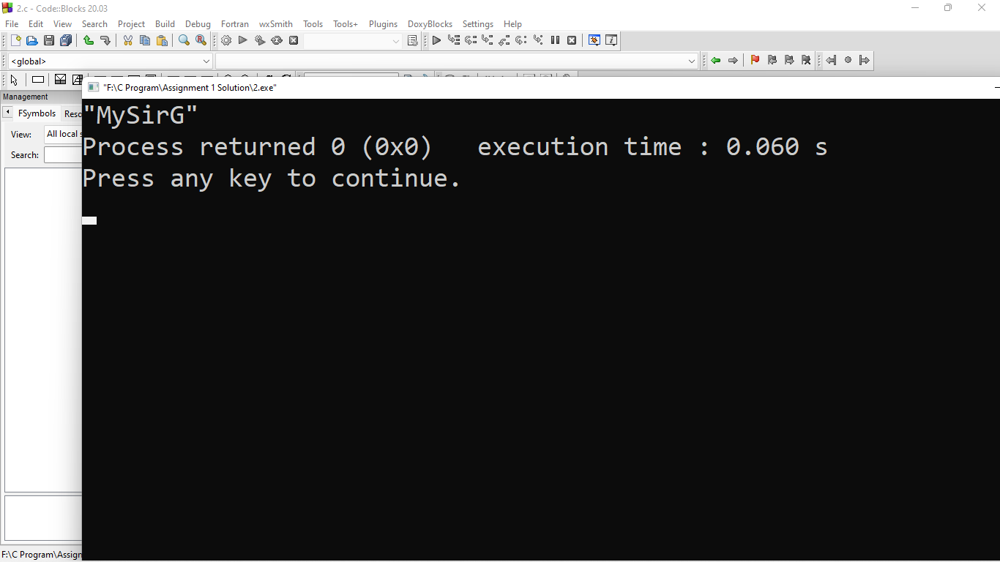 2.c - Code::Blocks 20.03
File Edit View Search Project Build Debug Fortran wxSmith Tools Tools+ Plugins DoxyBlocks Settings Help
<global>
Management
"F:\C Program\Assignment 1 Solution\2.exe"
FSymbols
View: All local
Search:
"MySirG"
Process returned 0 (0x0)   execution time : 0.060 s
Press any key to continue.
F:\C Program\Assign